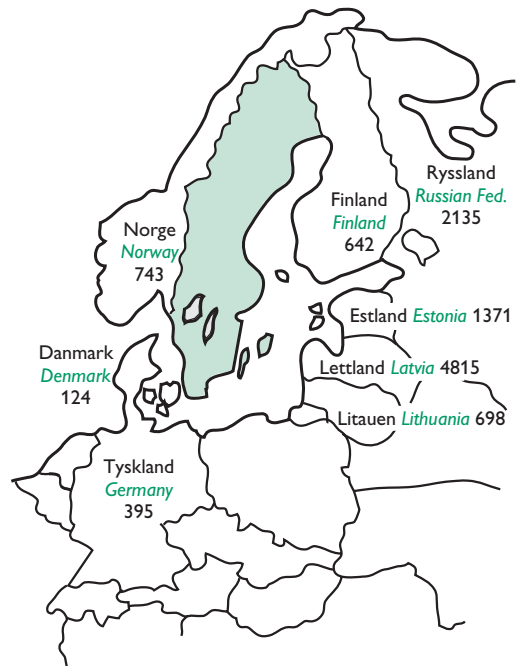 Ryssland
Russian Fed.
2135
Finland
Finland
642
Norge
Norway
743
Estland Estonia 1371
Danmark
Denmark
124
Lettland Latvia 4815
Litauen Lithuania 698
Tyskland
Germany
395